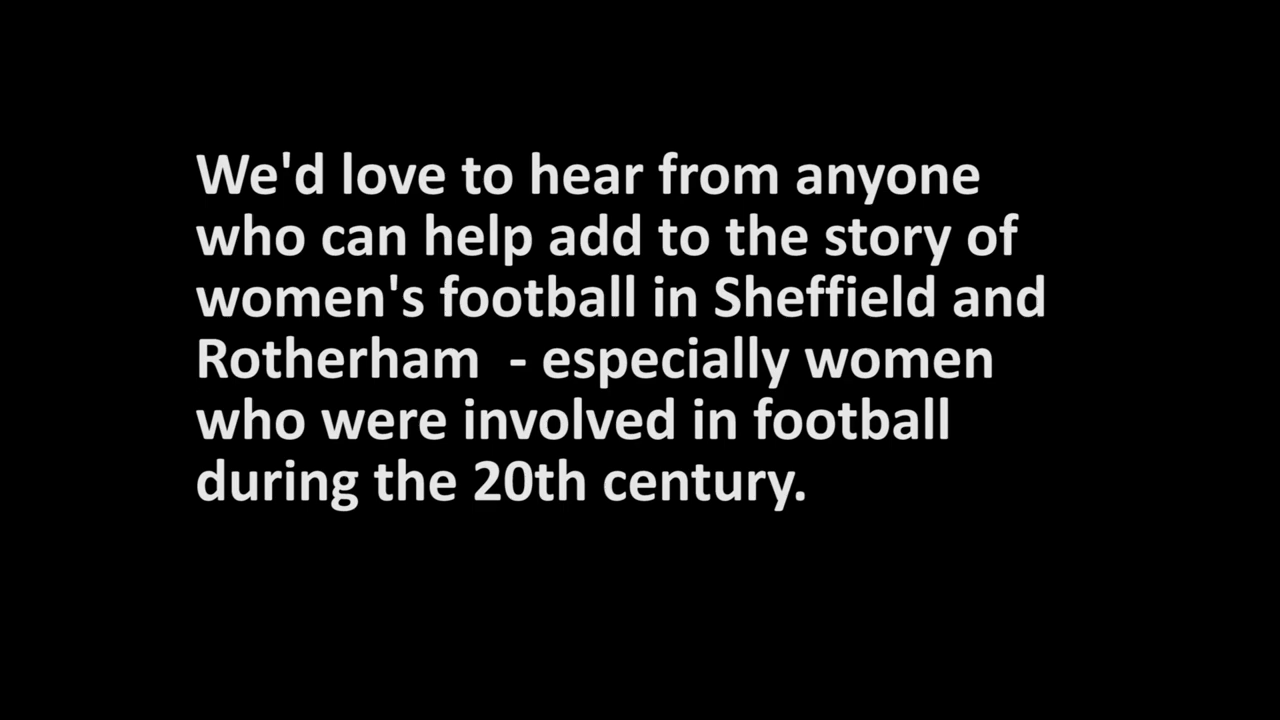 We'd love to hear from anyone
who can help add to the story of
women's football in Sheffield and
Rotherham  - especially women
who were involved in football
during the 20th century.